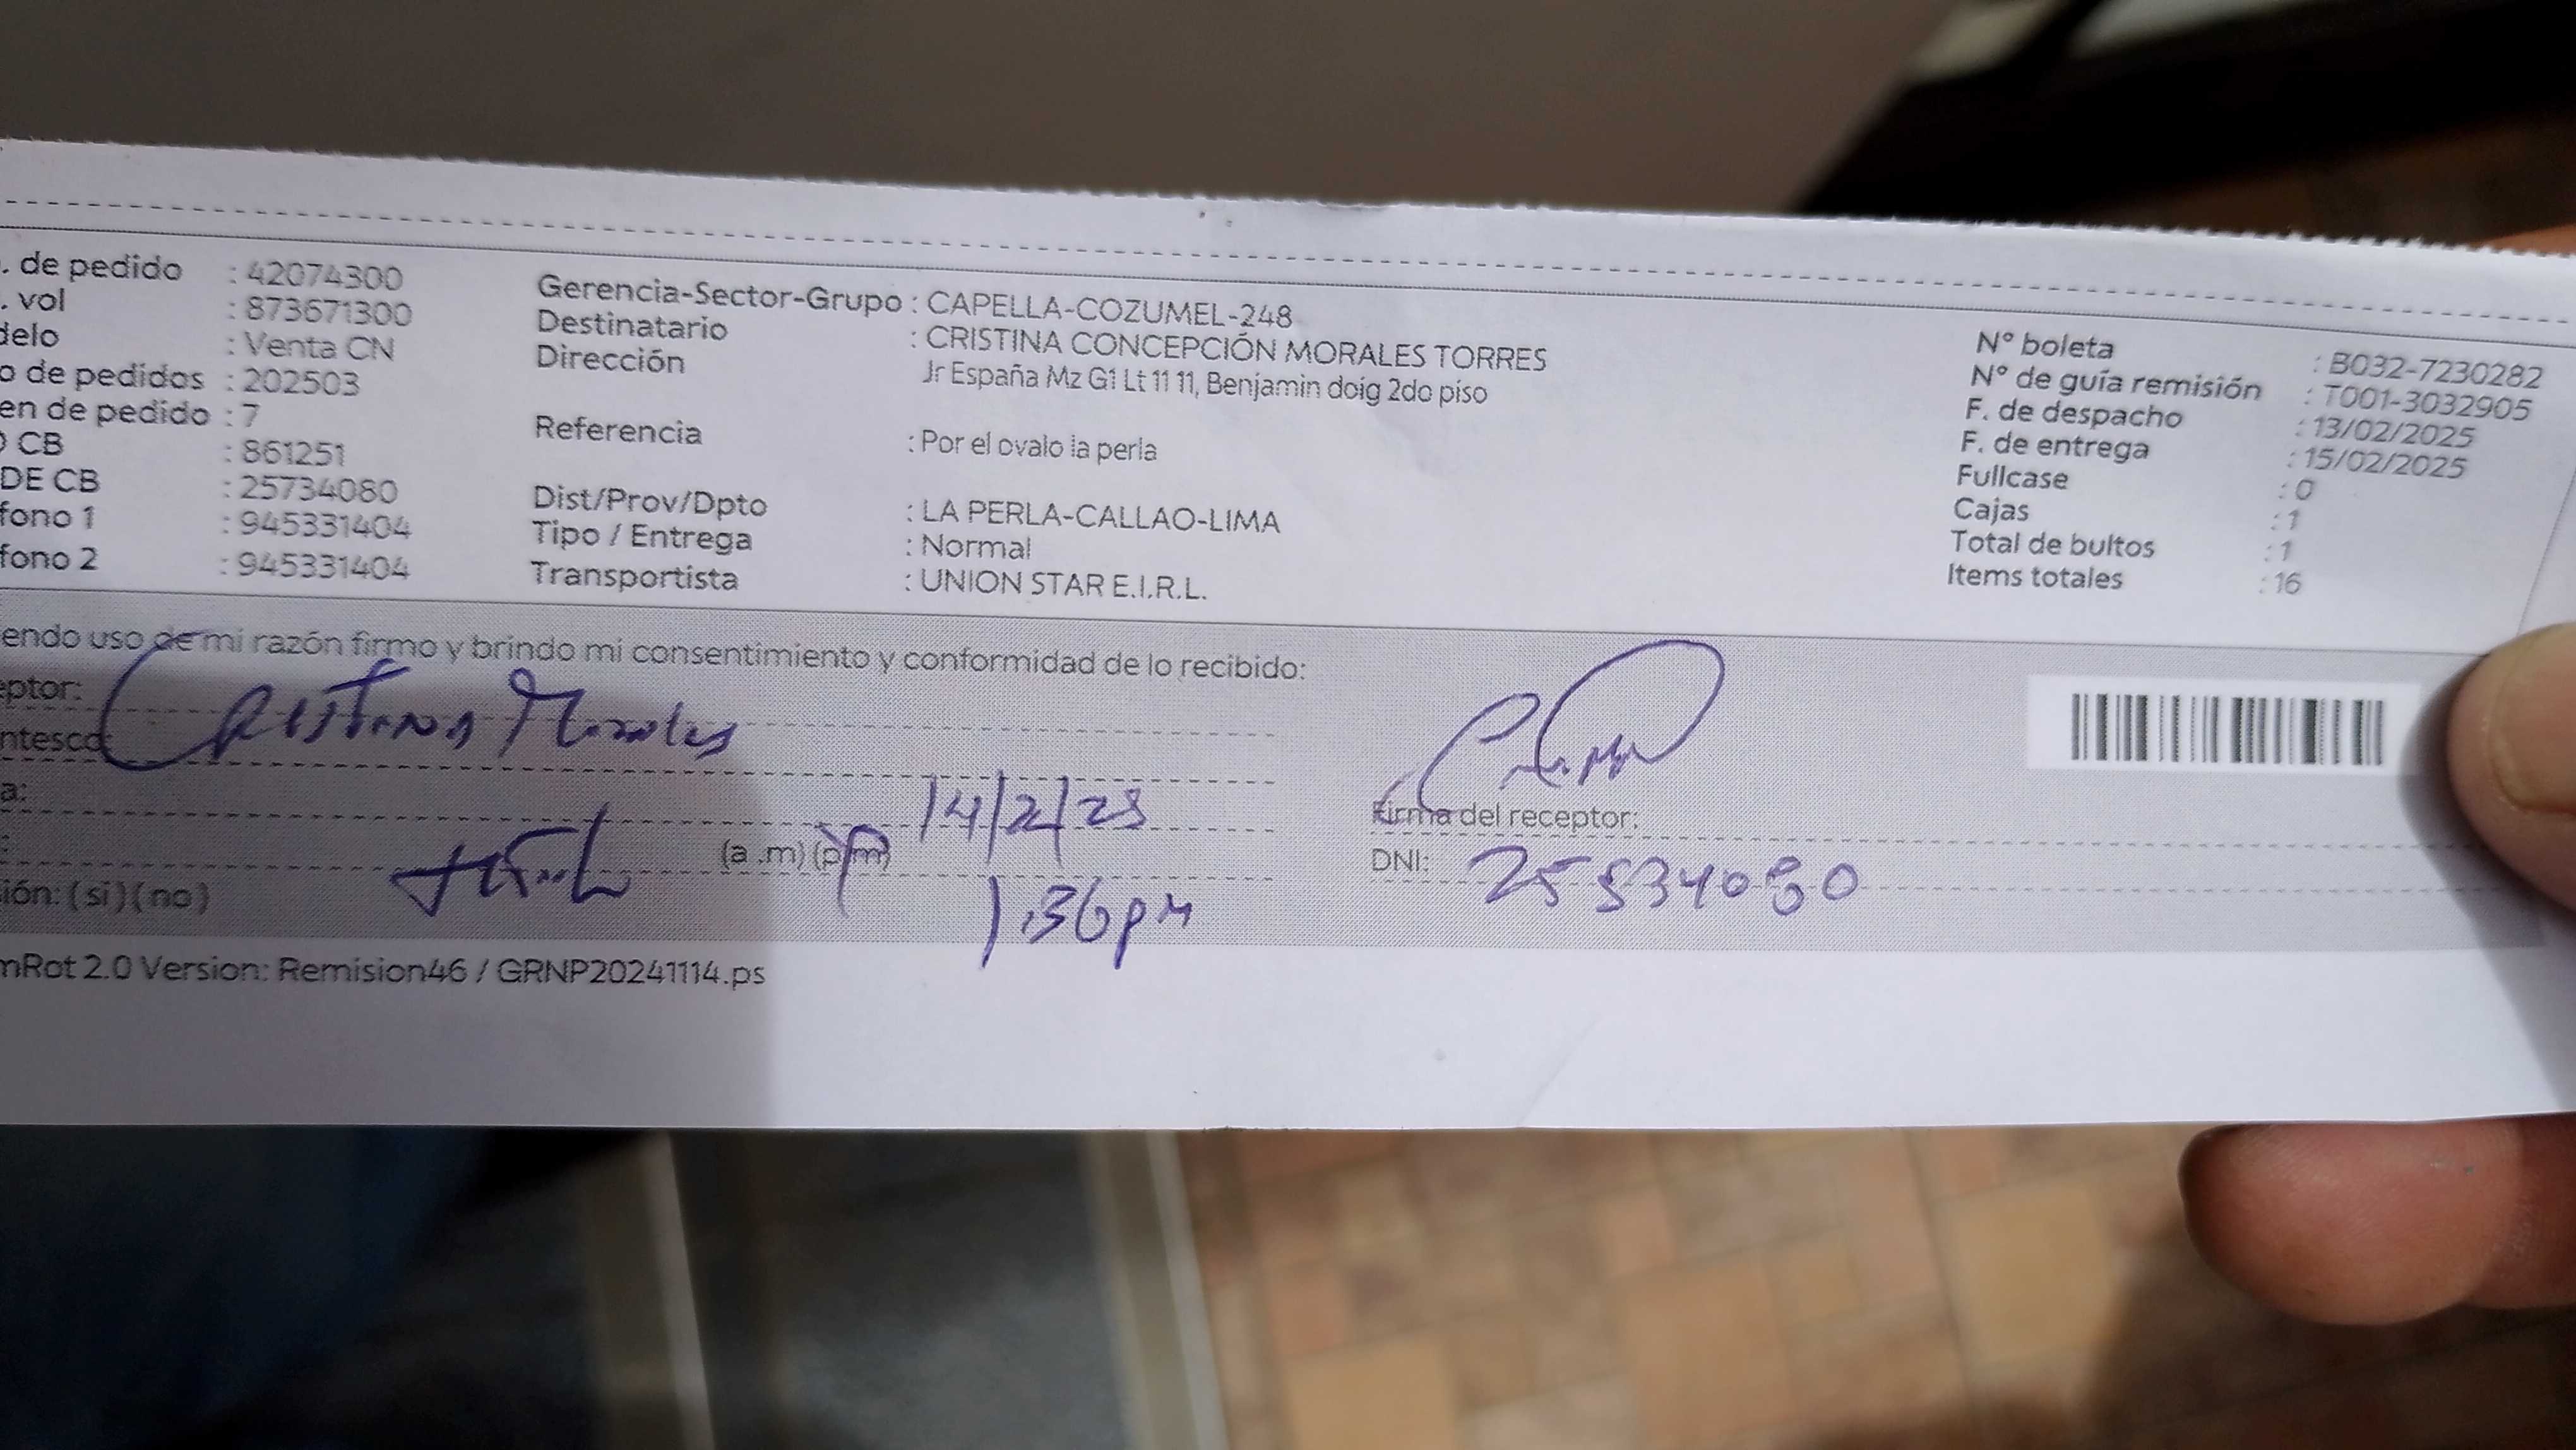 . de pedido : 42074300
. vol : 873671300
delo : Venta CN
o de pedidos : 202503
en de pedido : 7
CB : 861251
DE CB : 25734080
fono 1 : 945331404
fono 2 : 945331404
Gerencia-Sector-Grupo : CAPELLA-COZUMEL-248
Destinatario : CRISTINA CONCEPCIÓN MORALES TORRES
Dirección : Jr España Mz G1 Lt 11 11, Benjamin doig 2do piso
Referencia : Por el ovalo la perla
Dist/Prov/Dpto : LA PERLA-CALLAO-LIMA
Tipo / Entrega : Normal
Transportista : UNION STAR E.I.R.L.
N° boleta : B032-7230282
N° de guía remisión : T001-3032905
F. de despacho : 13/02/2025
F. de entrega : 15/02/2025
Fullcase : 0
Cajas : 1
Total de bultos : 1
Items totales : 16
endo uso de mi razón firmo y brindo mi consentimiento y conformidad de lo recibido:
eptor: Cristina Morales
ntesco:
a: 14/2/25
: (a .m) (p.m)
1:36 pm
ión: (si) (no)
Firma del receptor:
DNI: 25534080
mRot 2.0 Version: Remision46 / GRNP20241114.ps